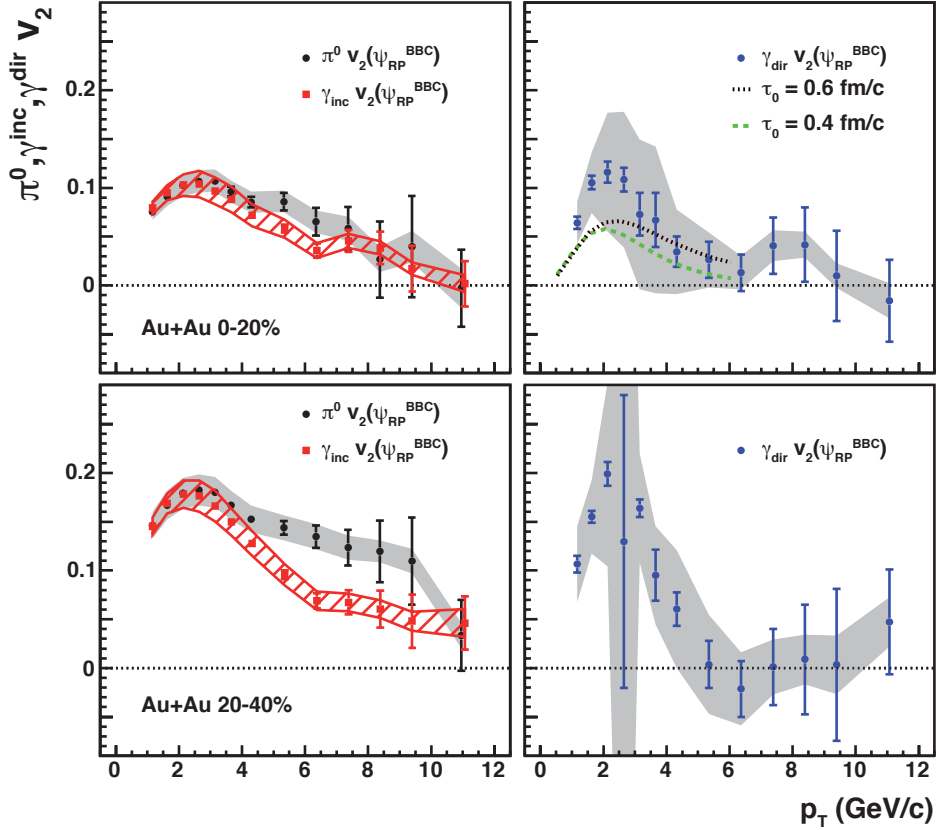 π⁰,γ^inc,γ^dir v₂
0.2
0.1
0
π⁰ v₂(ψ_RP^BBC)
γ_inc v₂(ψ_RP^BBC)
Au+Au 0-20%
γ_dir v₂(ψ_RP^BBC)
τ₀ = 0.6 fm/c
τ₀ = 0.4 fm/c
0.2
0.1
0
π⁰ v₂(ψ_RP^BBC)
γ_inc v₂(ψ_RP^BBC)
Au+Au 20-40%
γ_dir v₂(ψ_RP^BBC)
0 2 4 6 8 10 12
0 2 4 6 8 10 12
p_T (GeV/c)